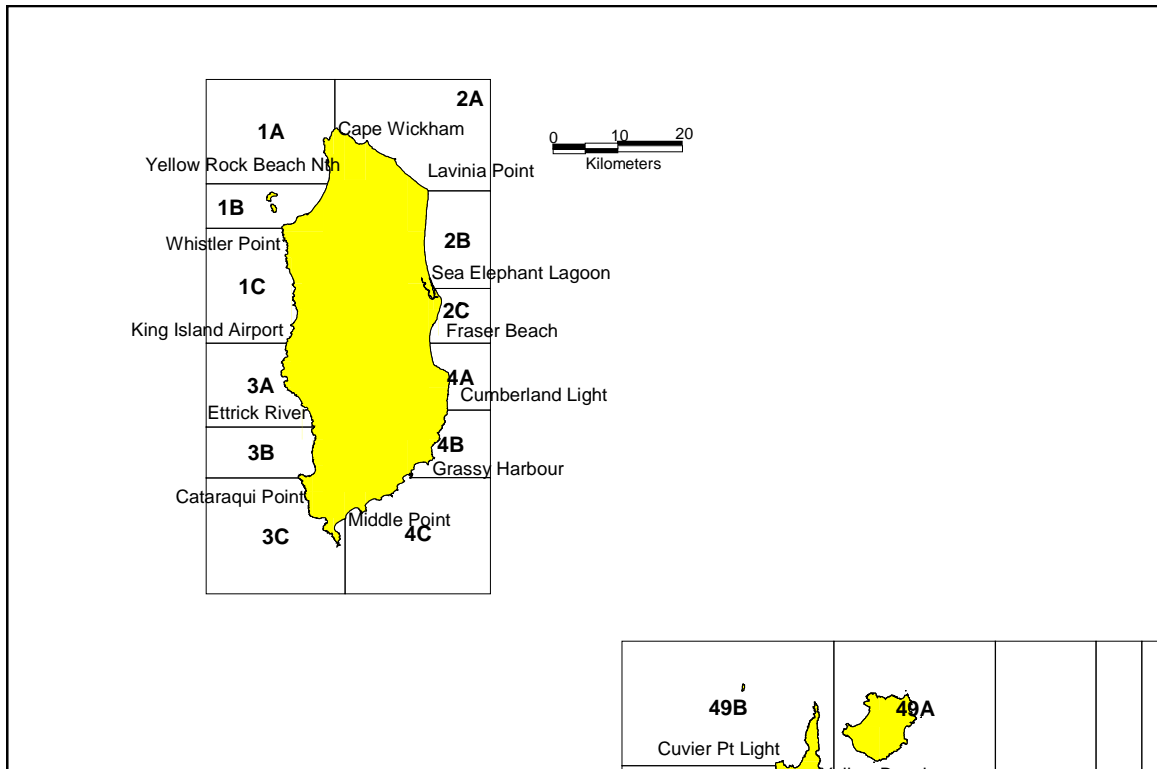 2A
1A
Cape Wickham
0 10 20
Kilometers
Yellow Rock Beach Nth
Lavinia Point
1B
Whistler Point
2B
Sea Elephant Lagoon
1C
2C
King Island Airport
Fraser Beach
3A
4A
Cumberland Light
Ettrick River
3B
4B
Grassy Harbour
Cataraqui Point
Middle Point
3C
4C
49B
49A
Cuvier Pt Light